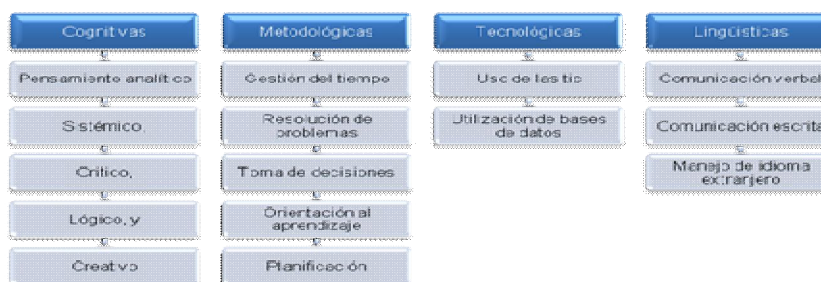 Cognitivas
Pensamiento analítico
Sistémico,
Crítico,
Lógico, y
Creativo
Metodológicas
Gestión del tiempo
Resolución de
problemas
Toma de decisiones
Orientación al
aprendizaje
Planificación
Tecnológicas
Uso de las tic
Utilización de bases
de datos
Lingüísticas
Comunicación verbal
Comunicación escrita
Manejo de idioma
extranjero